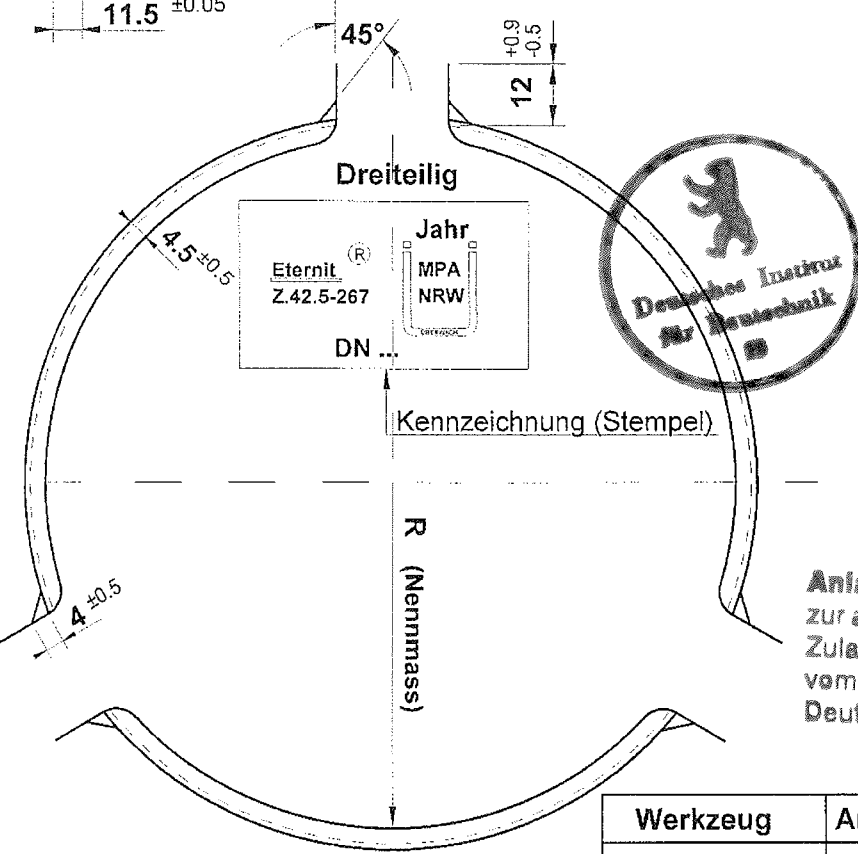 11.5 ±0.05
45°
+0.9
-0.5
12
Dreiteilig
4.5 ±0.5
Jahr
Eternit ®
Z.42.5-267
MPA
NRW
DN ...
Deutsches Institut
für Bautechnik
Kennzeichnung (Stempel)
R (Nennmass)
4 ±0.5
zur a
Zula
vom
Werkzeug